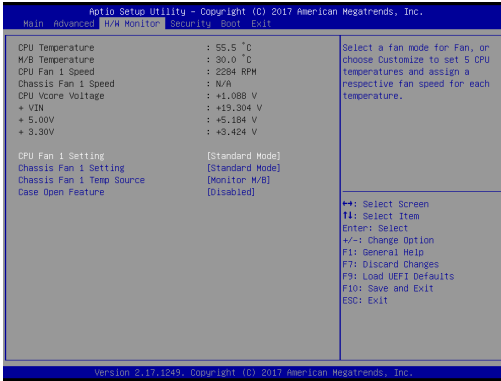 Aptio Setup Utility – Copyright (C) 2017 American Megatrends, Inc.
Main Advanced H/W Monitor Security Boot Exit
CPU Temperature : 55.5 °C
M/B Temperature : 30.0 °C
CPU Fan 1 Speed : 2284 RPM
Chassis Fan 1 Speed : N/A
CPU Vcore Voltage : +1.088 V
+ VIN : +19.304 V
+ 5.00V : +5.184 V
+ 3.30V : +3.424 V
CPU Fan 1 Setting [Standard Mode]
Chassis Fan 1 Setting [Standard Mode]
Chassis Fan 1 Temp Source [Monitor M/B]
Case Open Feature [Disabled]
Select a fan mode for Fan, or
choose Customize to set 5 CPU
temperatures and assign a
respective fan speed for each
temperature.
↔: Select Screen
↑↓: Select Item
Enter: Select
+/-: Change Option
F1: General Help
F7: Discard Changes
F9: Load UEFI Defaults
F10: Save and Exit
ESC: Exit
Version 2.17.1249. Copyright (C) 2017 American Megatrends, Inc.